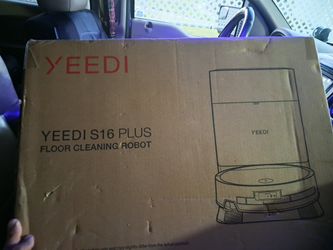 YEEDI
YEEDI S16 PLUS
FLOOR CLEANING ROBOT
YEEDI